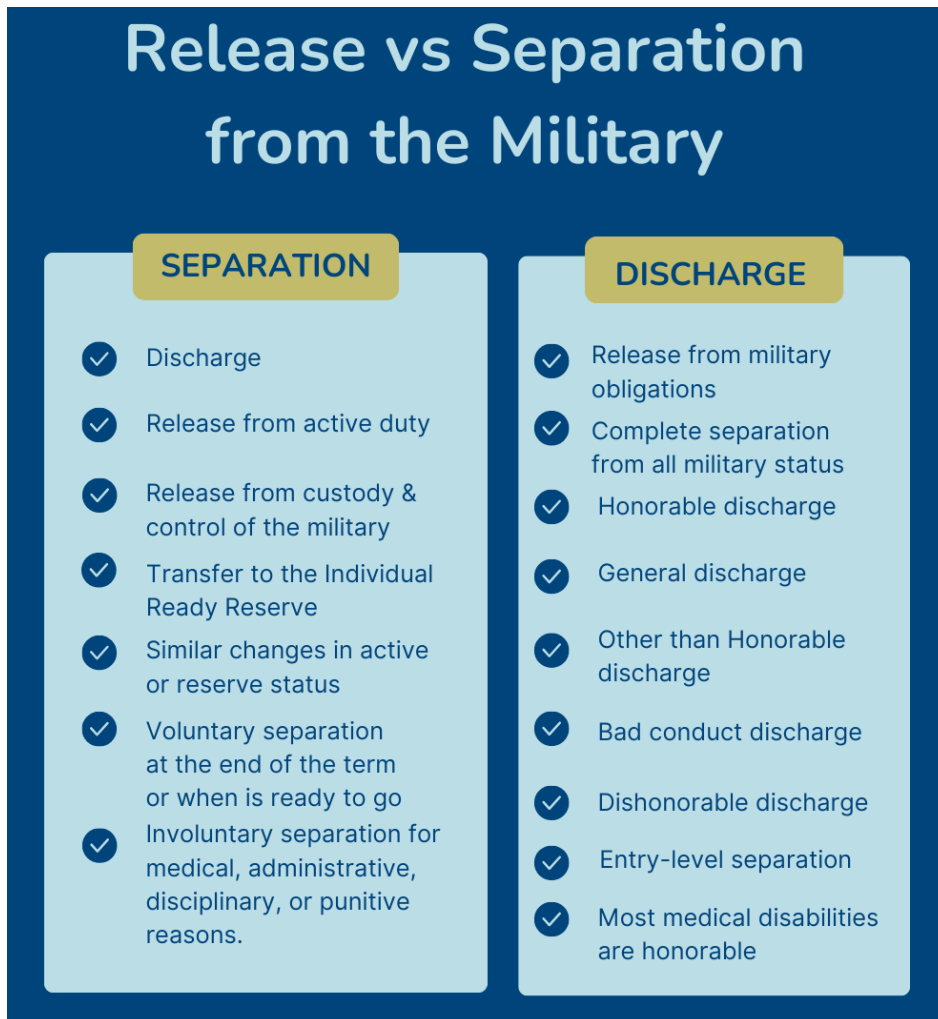 Release vs Separation
from the Military
SEPARATION
Discharge
Release from active duty
Release from custody &
control of the military
Transfer to the Individual
Ready Reserve
Similar changes in active
or reserve status
Voluntary separation
at the end of the term
or when is ready to go
Involuntary separation for
medical, administrative,
disciplinary, or punitive
reasons.
DISCHARGE
Release from military
obligations
Complete separation
from all military status
Honorable discharge
General discharge
Other than Honorable
discharge
Bad conduct discharge
Dishonorable discharge
Entry-level separation
Most medical disabilities
are honorable